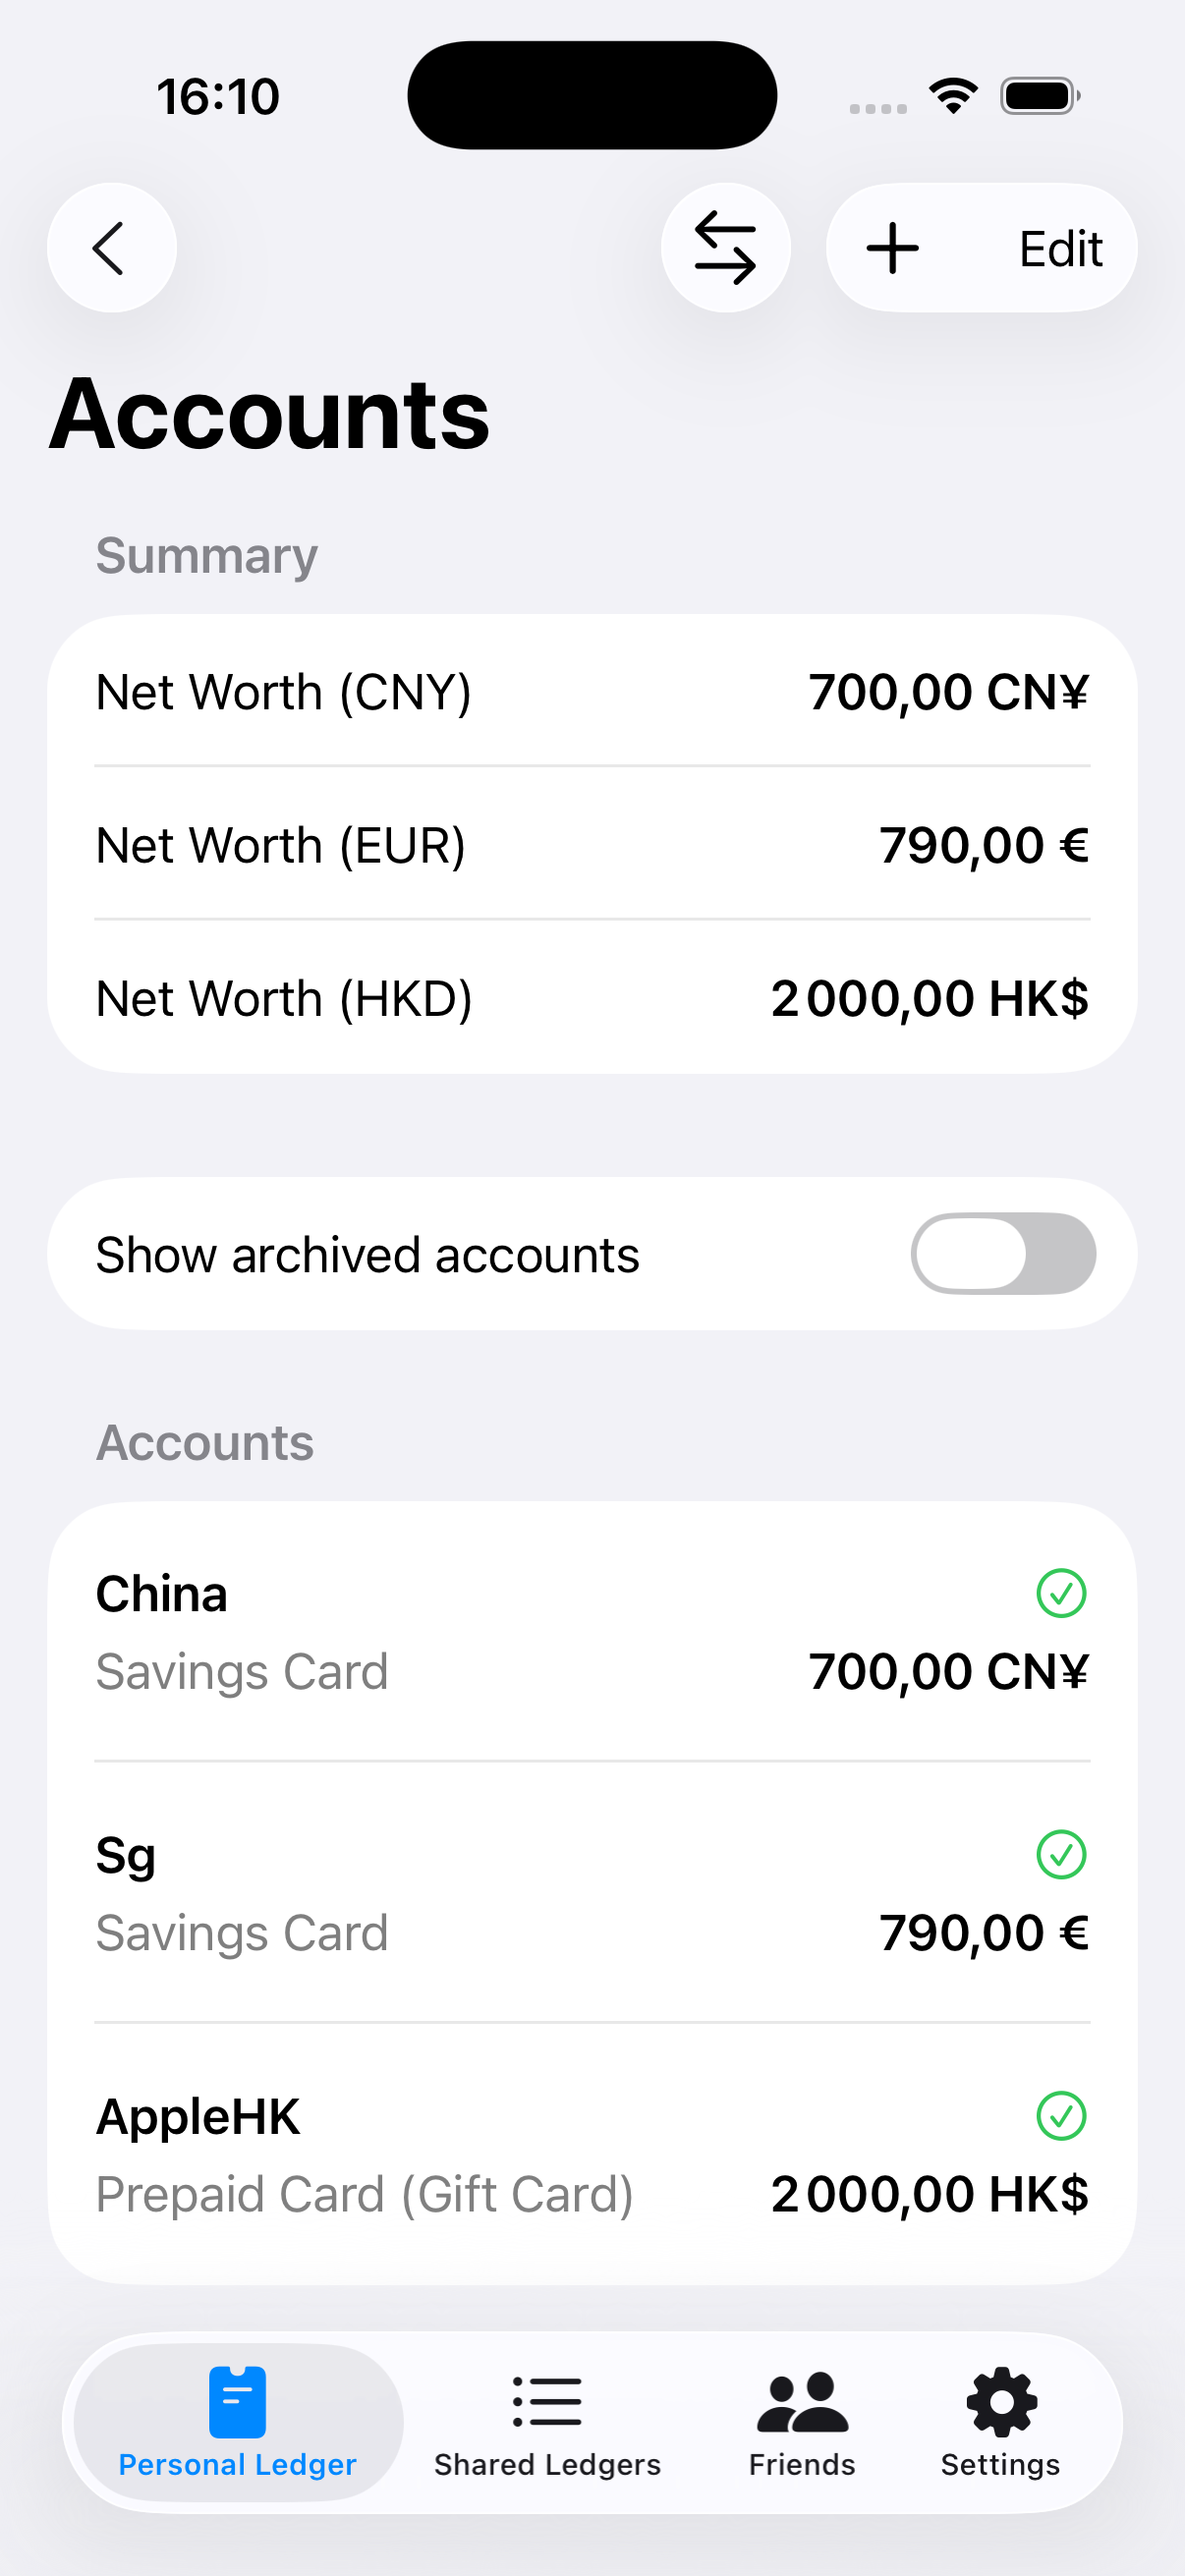 16:10
Edit
Accounts
Summary
Net Worth (CNY) 700,00 CN¥
Net Worth (EUR) 790,00 €
Net Worth (HKD) 2 000,00 HK$
Show archived accounts
Accounts
China
Savings Card 700,00 CN¥
Sg
Savings Card 790,00 €
AppleHK
Prepaid Card (Gift Card) 2 000,00 HK$
Personal Ledger Shared Ledgers Friends Settings